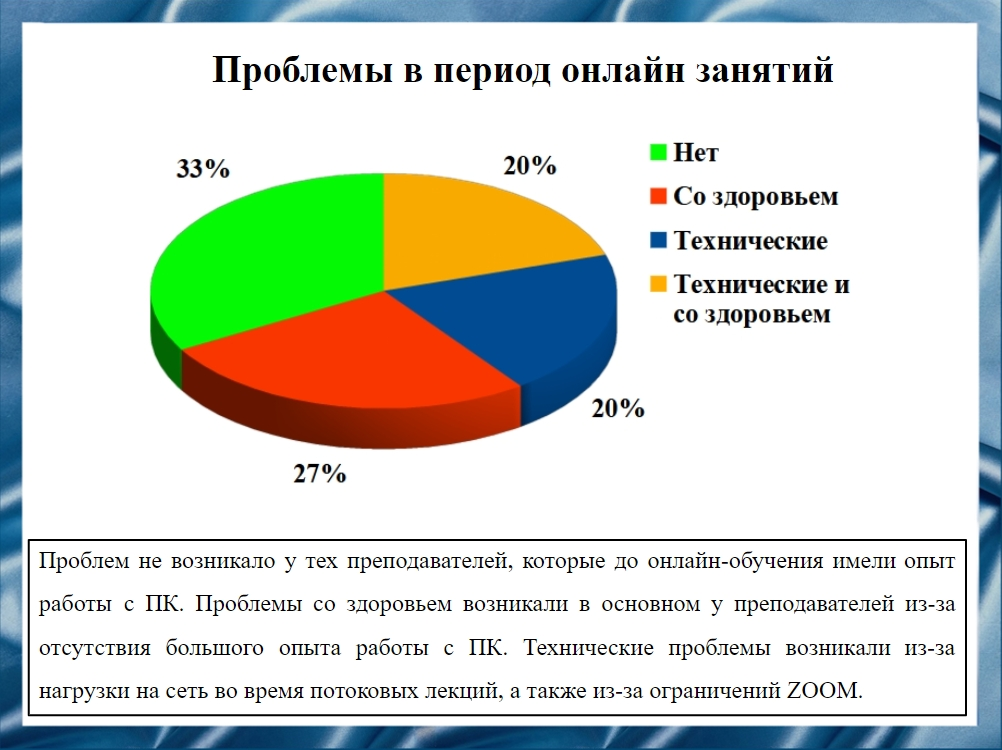 Проблемы в период онлайн занятий
33%
20%
20%
27%
Нет
Со здоровьем
Технические
Технические и
со здоровьем
Проблем не возникало у тех преподавателей, которые до онлайн-обучения имели опыт
работы с ПК. Проблемы со здоровьем возникали в основном у преподавателей из-за
отсутствия большого опыта работы с ПК. Технические проблемы возникали из-за
нагрузки на сеть во время потоковых лекций, а также из-за ограничений ZOOM.